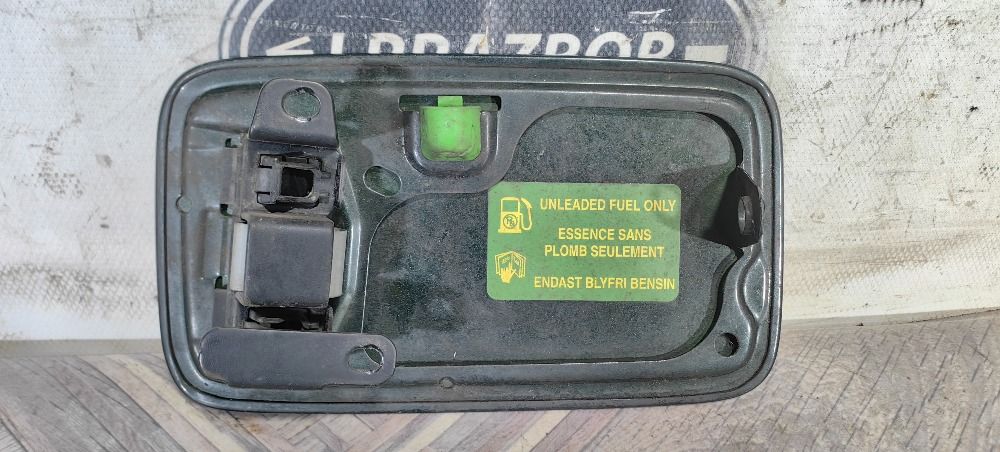 UNLEADED FUEL ONLY
ESSENCE SANS
PLOMB SEULEMENT
ENDAST BLYFRI BENSIN